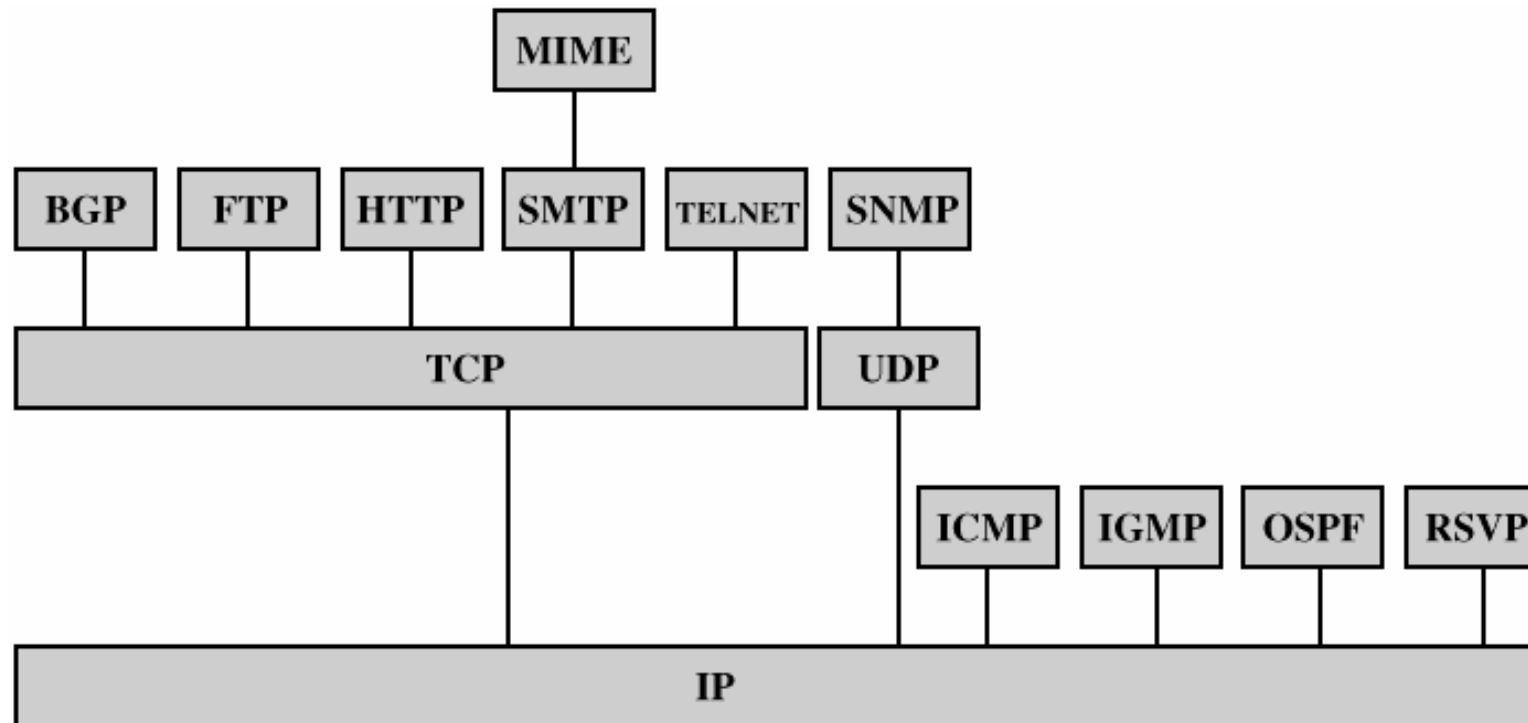 MIME
BGP FTP HTTP SMTP TELNET SNMP
TCP UDP
ICMP IGMP OSPF RSVP
IP